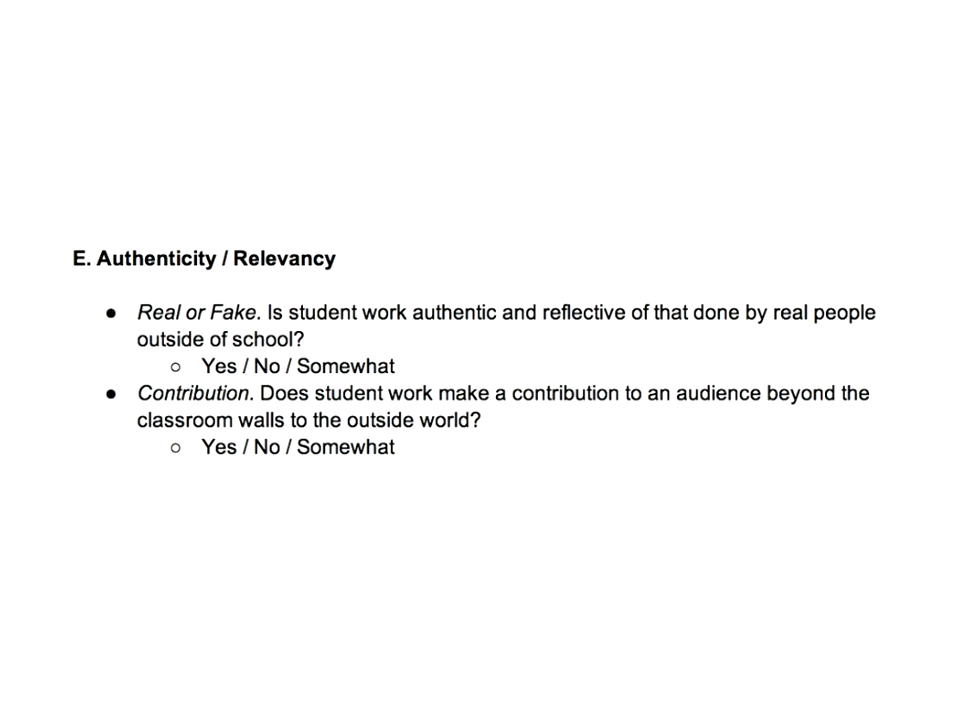 E. Authenticity / Relevancy
● Real or Fake. Is student work authentic and reflective of that done by real people
outside of school?
○ Yes / No / Somewhat
● Contribution. Does student work make a contribution to an audience beyond the
classroom walls to the outside world?
○ Yes / No / Somewhat